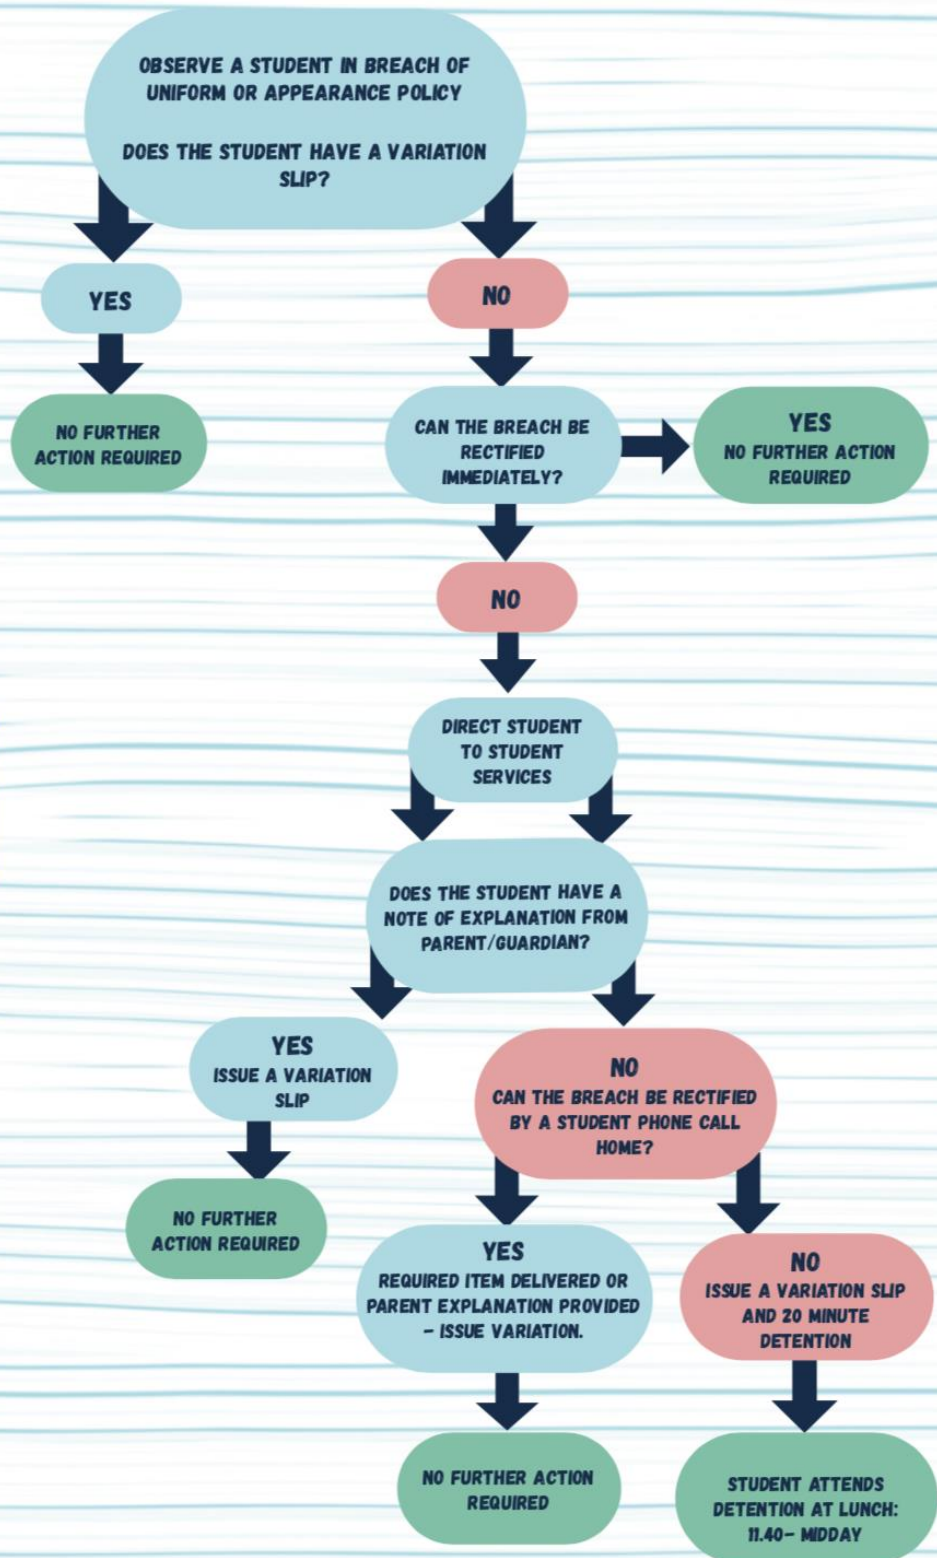 OBSERVE A STUDENT IN BREACH OF
UNIFORM OR APPEARANCE POLICY
DOES THE STUDENT HAVE A VARIATION
SLIP?
YES
NO
NO FURTHER
ACTION REQUIRED
CAN THE BREACH BE
RECTIFIED
IMMEDIATELY?
YES
NO FURTHER ACTION
REQUIRED
NO
DIRECT STUDENT
TO STUDENT
SERVICES
DOES THE STUDENT HAVE A
NOTE OF EXPLANATION FROM
PARENT/GUARDIAN?
YES
ISSUE A VARIATION
SLIP
NO FURTHER
ACTION REQUIRED
NO
CAN THE BREACH BE RECTIFIED
BY A STUDENT PHONE CALL
HOME?
YES
REQUIRED ITEM DELIVERED OR
PARENT EXPLANATION PROVIDED
- ISSUE VARIATION.
NO FURTHER ACTION
REQUIRED
NO
ISSUE A VARIATION SLIP
AND 20 MINUTE
DETENTION
STUDENT ATTENDS
DETENTION AT LUNCH:
11.40- MIDDAY